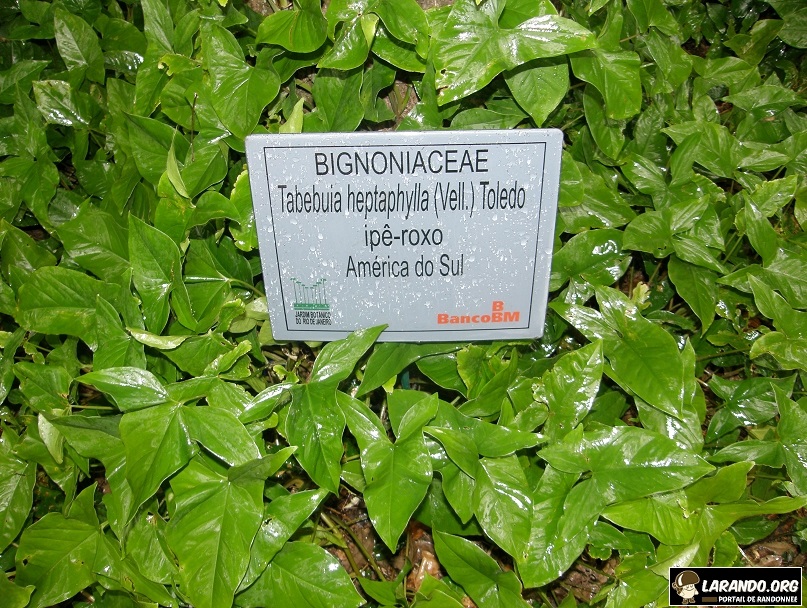 BIGNONIACEAE
Tabebuia heptaphylla (Vell.) Toledo
ipê-roxo
América do Sul
JARDIM BOTÂNICO
DO RIO DE JANEIRO
B
BancoBM
LARANDO.ORG
PORTAIL DE RANDONNEE